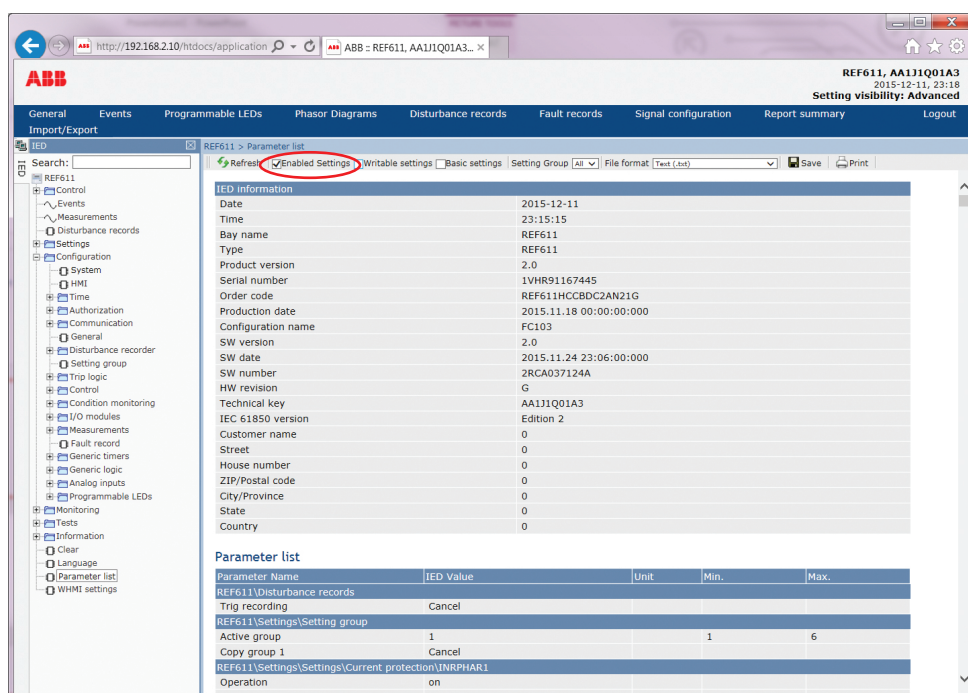 http://192.168.2.10/htdocs/application
ABB :: REF611, AA1J1Q01A3...
ABB
REF611, AA1J1Q01A3
2015-12-11, 23:18
Setting visibility: Advanced
General Events Programmable LEDs Phasor Diagrams Disturbance records Fault records Signal configuration Report summary Logout
Import/Export
IED
IED
Search:
REF611
Control
Events
Measurements
Disturbance records
Settings
Configuration
System
HMI
Time
Authorization
Communication
General
Disturbance recorder
Setting group
Trip logic
Control
Condition monitoring
I/O modules
Measurements
Fault record
Generic timers
Generic logic
Analog inputs
Programmable LEDs
Monitoring
Tests
Information
Clear
Language
Parameter list
WHMI settings
REF611 > Parameter list
Refresh Enabled Settings Writable settings Basic settings Setting Group All File format Text (.txt) Save Print
IED information
Date 2015-12-11
Time 23:15:15
Bay name REF611
Type REF611
Product version 2.0
Serial number 1VHR91167445
Order code REF611HCCBDC2AN21G
Production date 2015.11.18 00:00:00:000
Configuration name FC103
SW version 2.0
SW date 2015.11.24 23:06:00:000
SW number 2RCA037124A
HW revision G
Technical key AA1J1Q01A3
IEC 61850 version Edition 2
Customer name 0
Street 0
House number 0
ZIP/Postal code 0
City/Province 0
State 0
Country 0
Parameter list
Parameter Name IED Value Unit Min. Max.
REF611\Disturbance records
Trig recording Cancel
REF611\Settings\Setting group
Active group 1 1 6
Copy group 1 Cancel
REF611\Settings\Settings\Current protection\INRPHAR1
Operation on